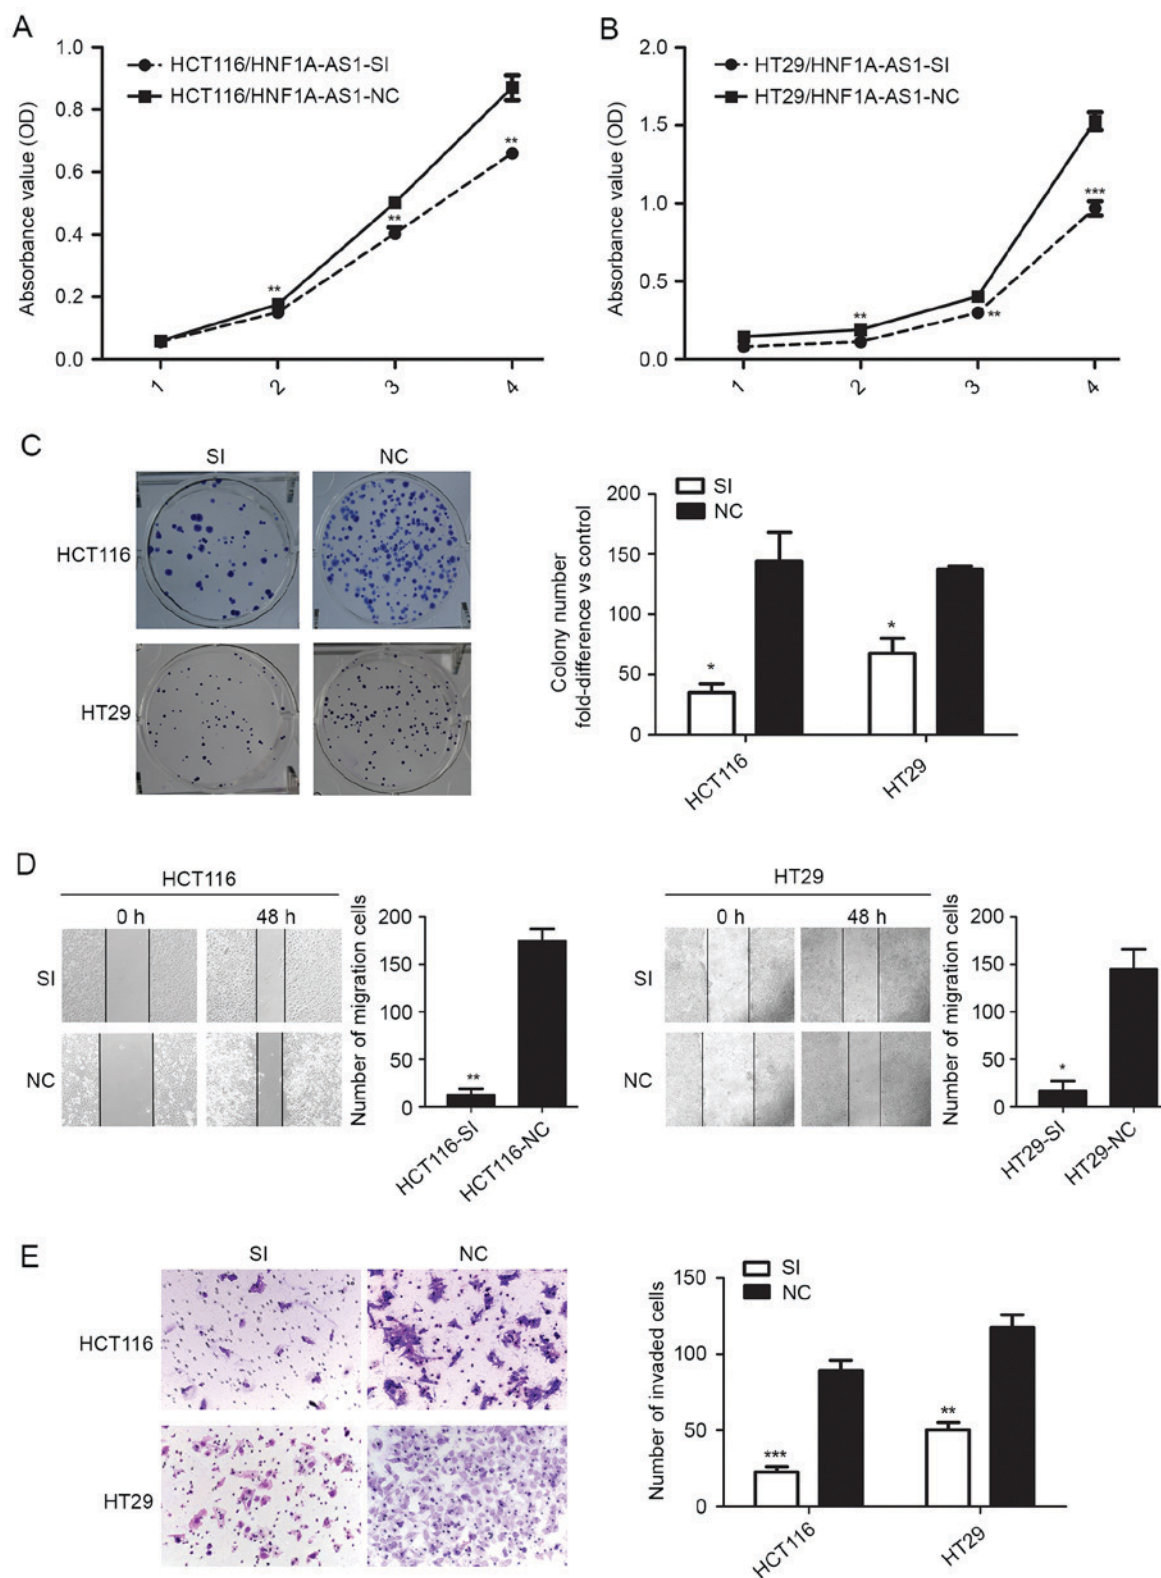 A
1.0
0.8
0.6
0.4
0.2
0.0
Absorbance value (OD)
HCT116/HNF1A-AS1-SI
HCT116/HNF1A-AS1-NC
**
**
**
1
2
3
4
B
2.0
1.5
1.0
0.5
0.0
Absorbance value (OD)
HT29/HNF1A-AS1-SI
HT29/HNF1A-AS1-NC
**
**
***
1
2
3
4
C
SI
NC
HCT116
HT29
200
150
100
50
0
Colony number
fold-difference vs control
SI
NC
*
*
HCT116
HT29
D
HCT116
0 h
48 h
SI
NC
200
150
100
50
0
Number of migration cells
**
HCT116-SI
HCT116-NC
HT29
0 h
48 h
SI
NC
200
150
100
50
0
Number of migration cells
*
HT29-SI
HT29-NC
E
SI
NC
HCT116
HT29
150
100
50
0
Number of invaded cells
SI
NC
***
**
HCT116
HT29